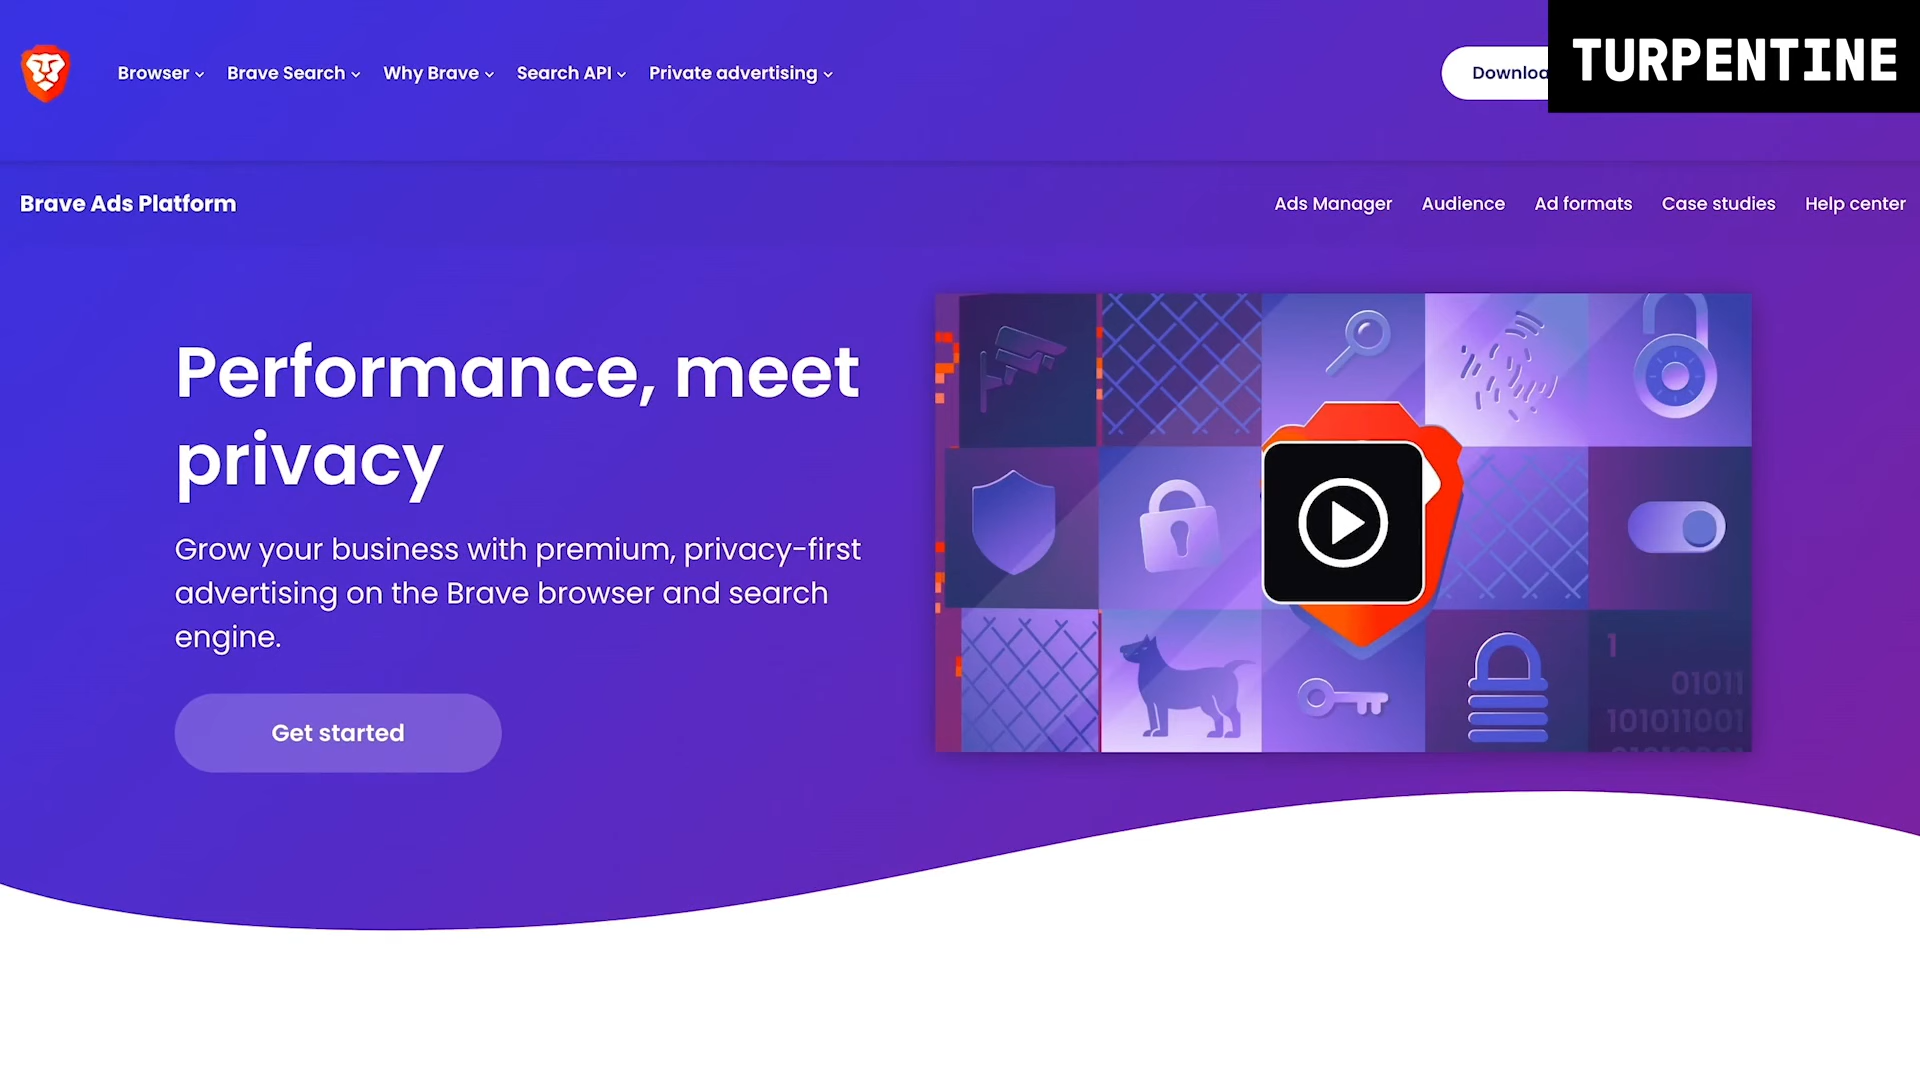 Browser
Brave Search
Why Brave
Search API
Private advertising
TURPENTINE
Brave Ads Platform
Ads Manager
Audience
Ad formats
Case studies
Help center
Performance, meet
privacy
Grow your business with premium, privacy-first
advertising on the Brave browser and search
engine.
Get started
1
01011
101011001